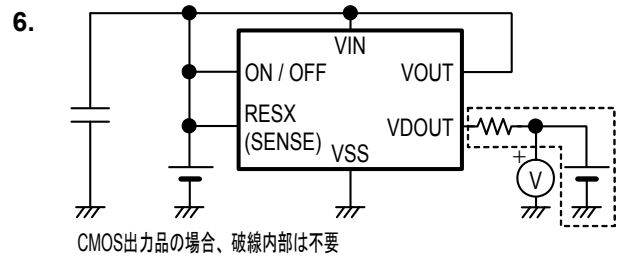 6.
VIN
ON / OFF VOUT
RESX
(SENSE)
VDOUT
VSS
+
V
CMOS出力品の場合、破線内部は不要